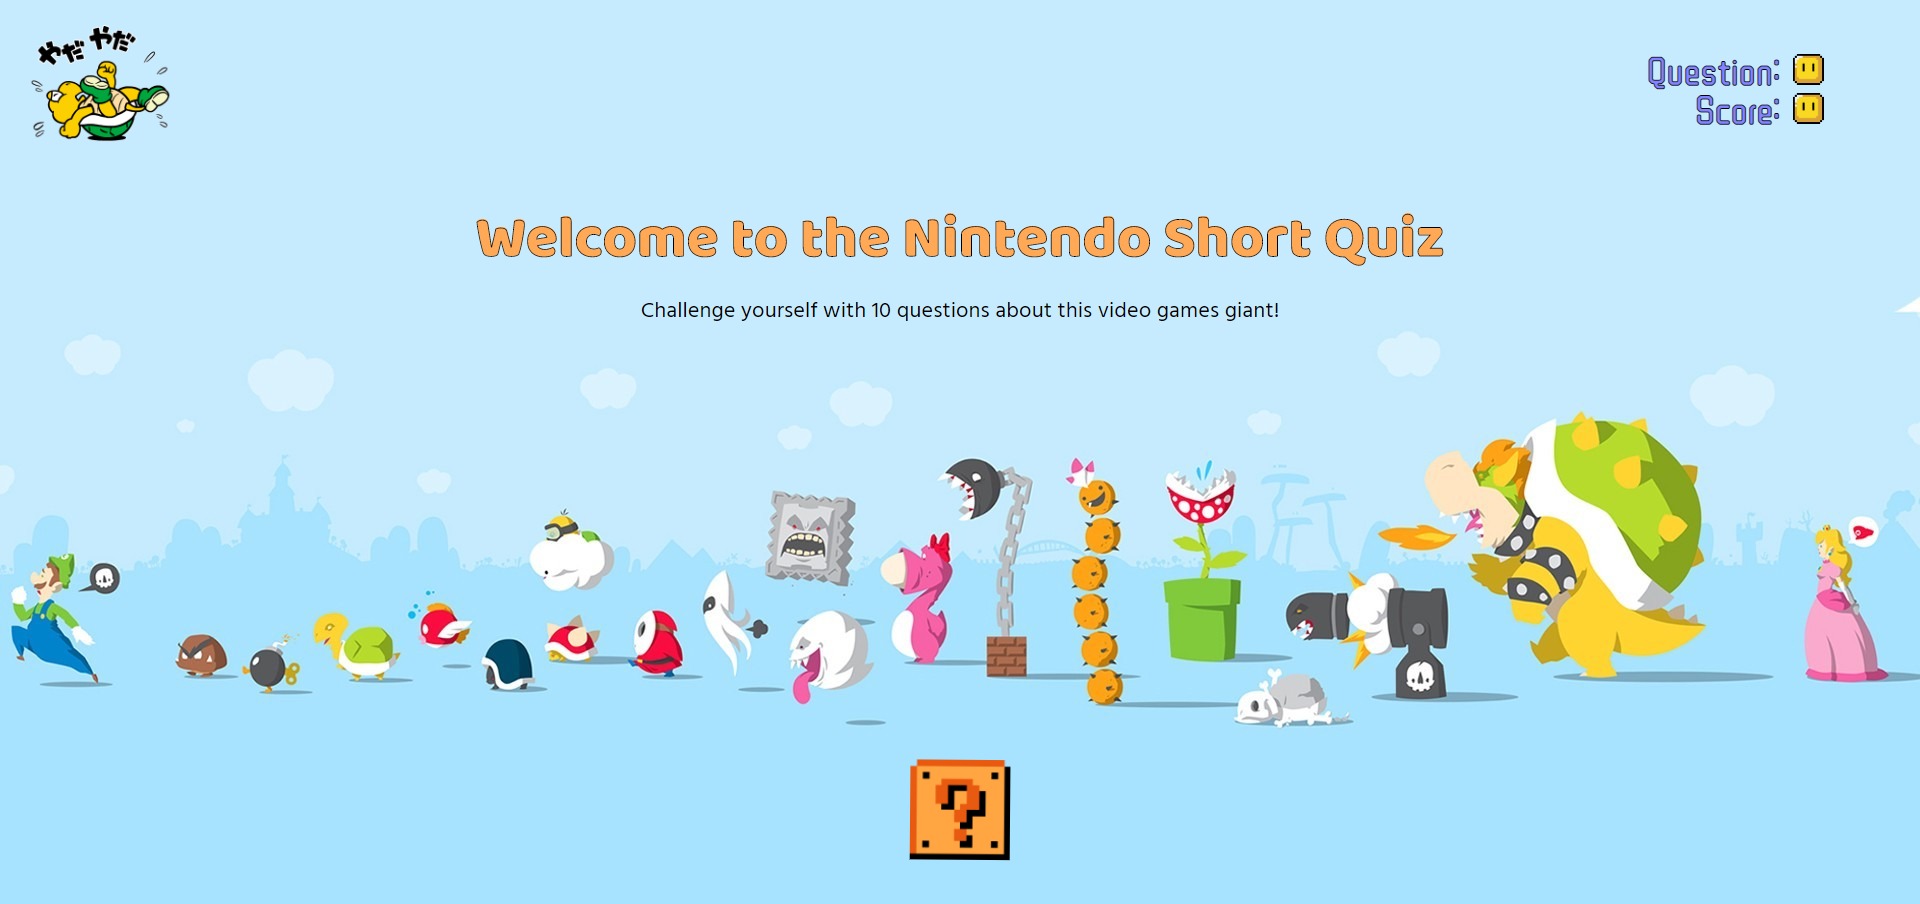 やだ やだ
Question:
Score:
Welcome to the Nintendo Short Quiz
Challenge yourself with 10 questions about this video games giant!
?